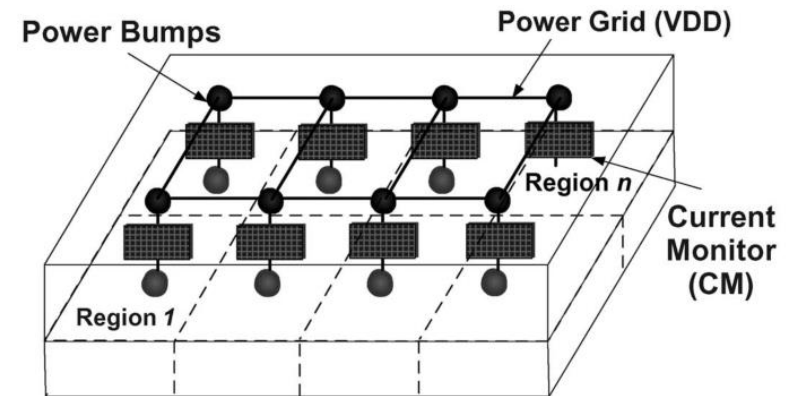 Power Grid (VDD)
Power Bumps
Region n
Current
Monitor
(CM)
Region 1